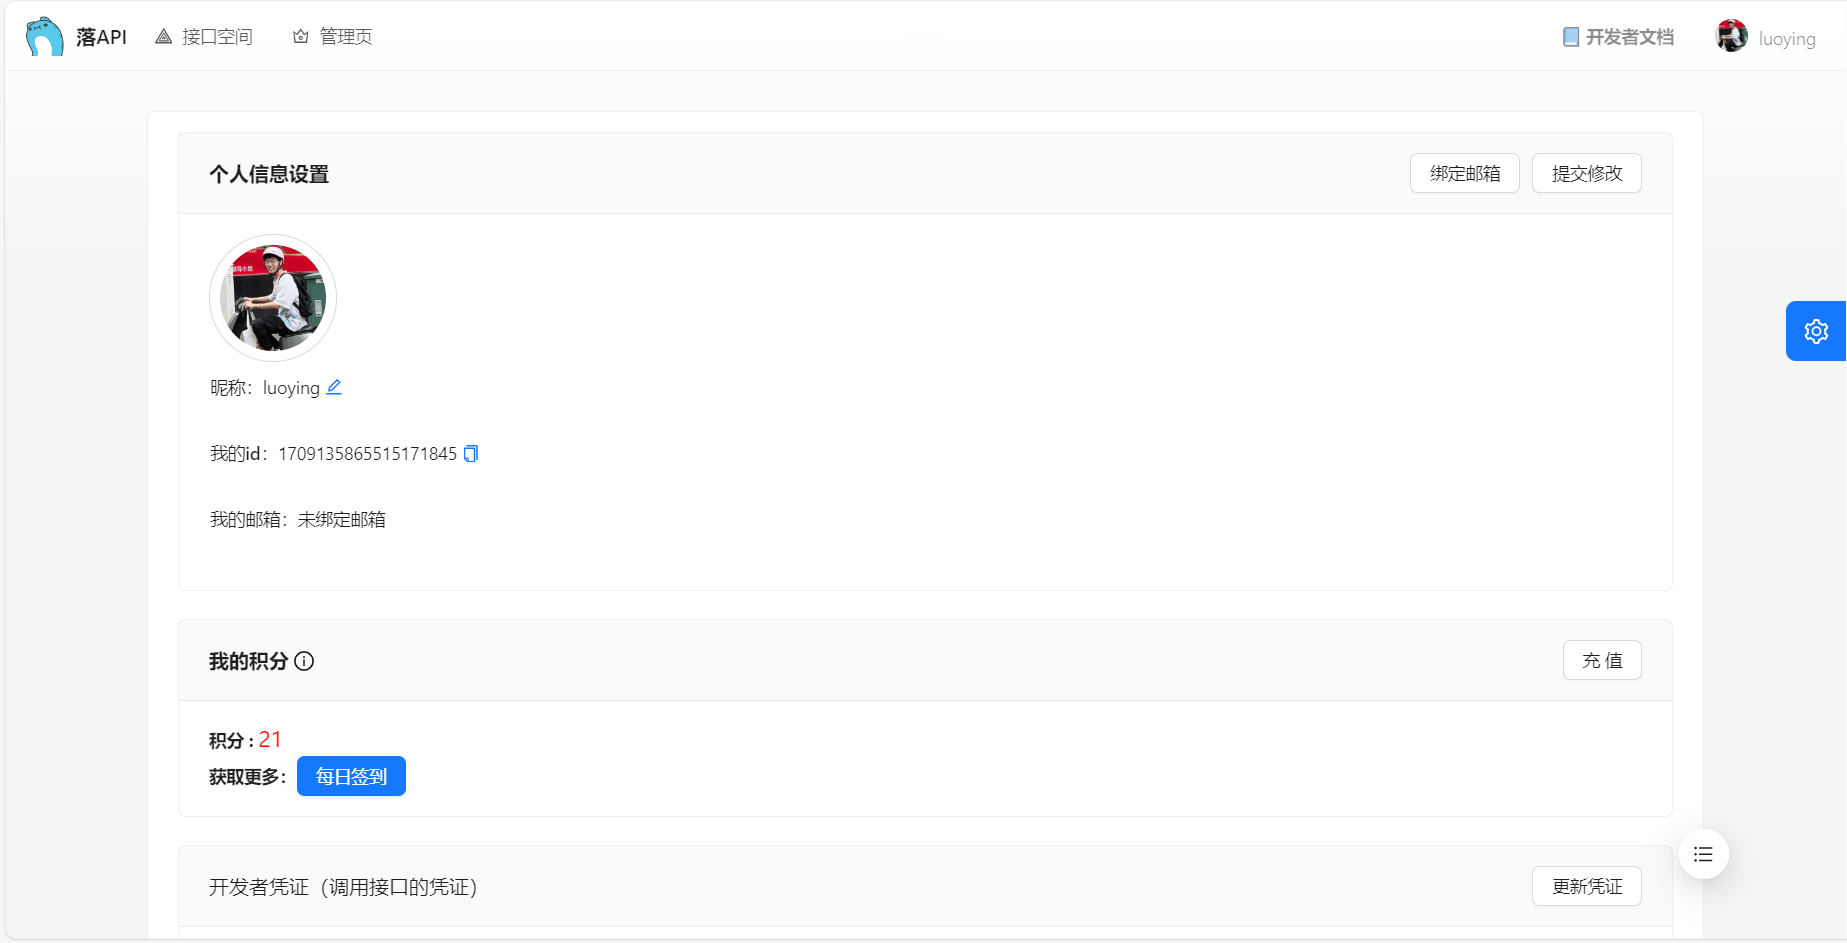 落API 接口空间 管理页 开发者文档 luoying
个人信息设置 绑定邮箱 提交修改
昵称：luoying
我的id：1709135865515171845
我的邮箱：未绑定邮箱
我的积分 充 值
积分 : 21
获取更多： 每日签到
开发者凭证（调用接口的凭证） 更新凭证